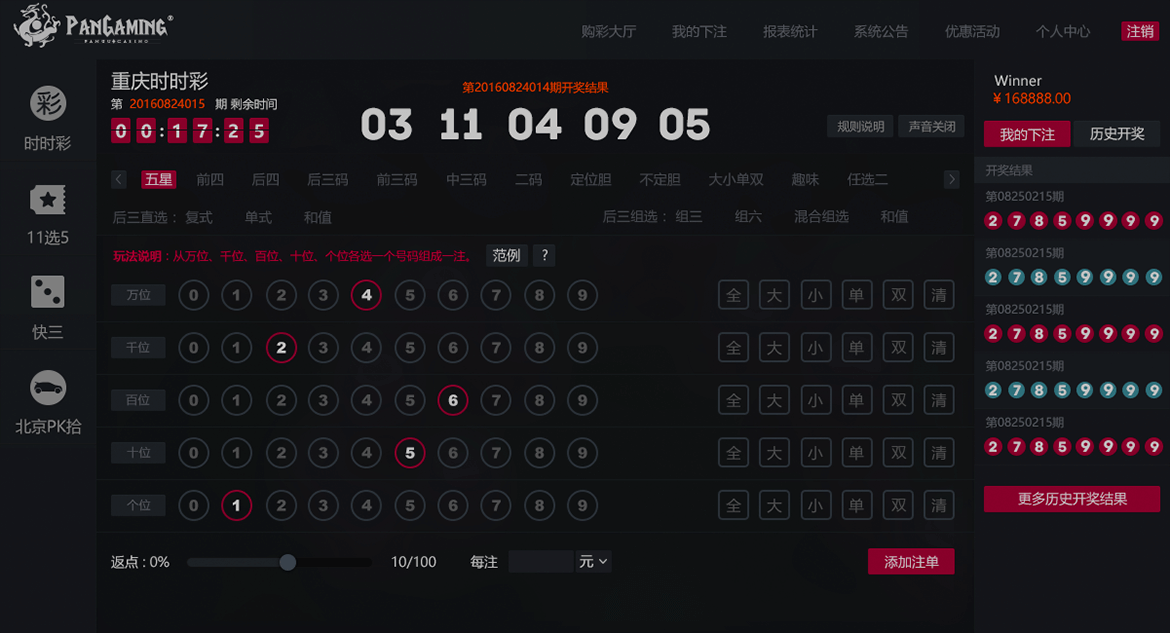 PANGAMING®
PANKU CASINO
购彩大厅 我的下注 报表统计 系统公告 优惠活动 个人中心 注销
时时彩
11选5
快三
北京PK拾
重庆时时彩
第 20160824015 期 剩余时间
00:17:25
第20160824014期开奖结果
03 11 04 09 05
规则说明 声音关闭
五星 前四 后四 后三码 前三码 中三码 二码 定位胆 不定胆 大小单双 趣味 任选二
后三直选： 复式 单式 和值 后三组选： 组三 组六 混合组选 和值
玩法说明：从万位、千位、百位、十位、个位各选一个号码组成一注。 范例 ?
万位 0 1 2 3 4 5 6 7 8 9 全 大 小 单 双 清
千位 0 1 2 3 4 5 6 7 8 9 全 大 小 单 双 清
百位 0 1 2 3 4 5 6 7 8 9 全 大 小 单 双 清
十位 0 1 2 3 4 5 6 7 8 9 全 大 小 单 双 清
个位 0 1 2 3 4 5 6 7 8 9 全 大 小 单 双 清
返点 : 0% 10/100 每注 元 添加注单
Winner
¥168888.00
我的下注 历史开奖
开奖结果
第08250215期
2 7 8 5 9 9 9 9
第08250215期
2 7 8 5 9 9 9 9
第08250215期
2 7 8 5 9 9 9 9
第08250215期
2 7 8 5 9 9 9 9
第08250215期
2 7 8 5 9 9 9 9
更多历史开奖结果